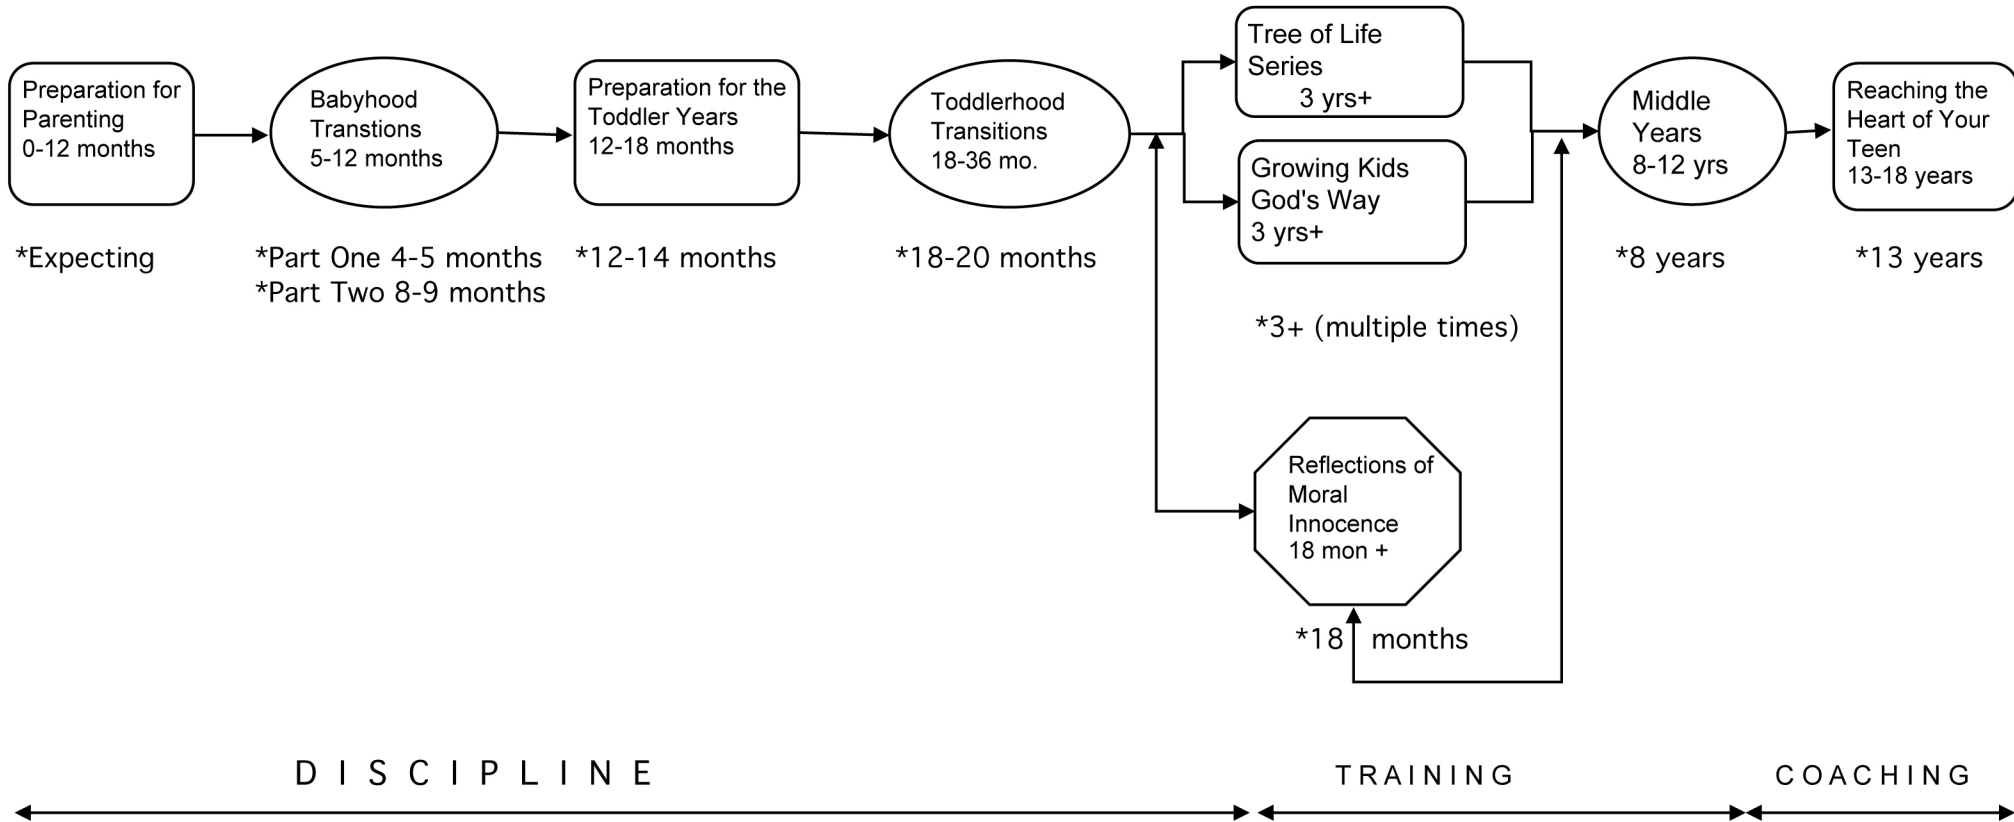 Preparation for
Parenting
0-12 months
Babyhood
Transtions
5-12 months
Preparation for the
Toddler Years
12-18 months
Toddlerhood
Transitions
18-36 mo.
Tree of Life
Series
3 yrs+
Growing Kids
God's Way
3 yrs+
Middle
Years
8-12 yrs
Reaching the
Heart of Your
Teen
13-18 years
*Expecting
*Part One 4-5 months
*Part Two 8-9 months
*12-14 months
*18-20 months
*3+ (multiple times)
*8 years
*13 years
Reflections of
Moral
Innocence
18 mon +
*18 months
DISCIPLINE
TRAINING
COACHING